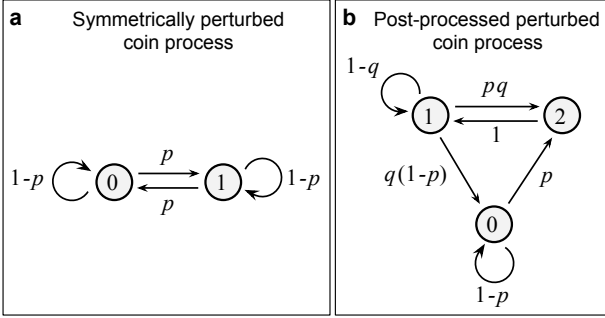 a Symmetrically perturbed
coin process
p
1-p 0 1 1-p
p
b Post-processed perturbed
coin process
1-q
pq
1 2
1
q(1-p) p
0
1-p